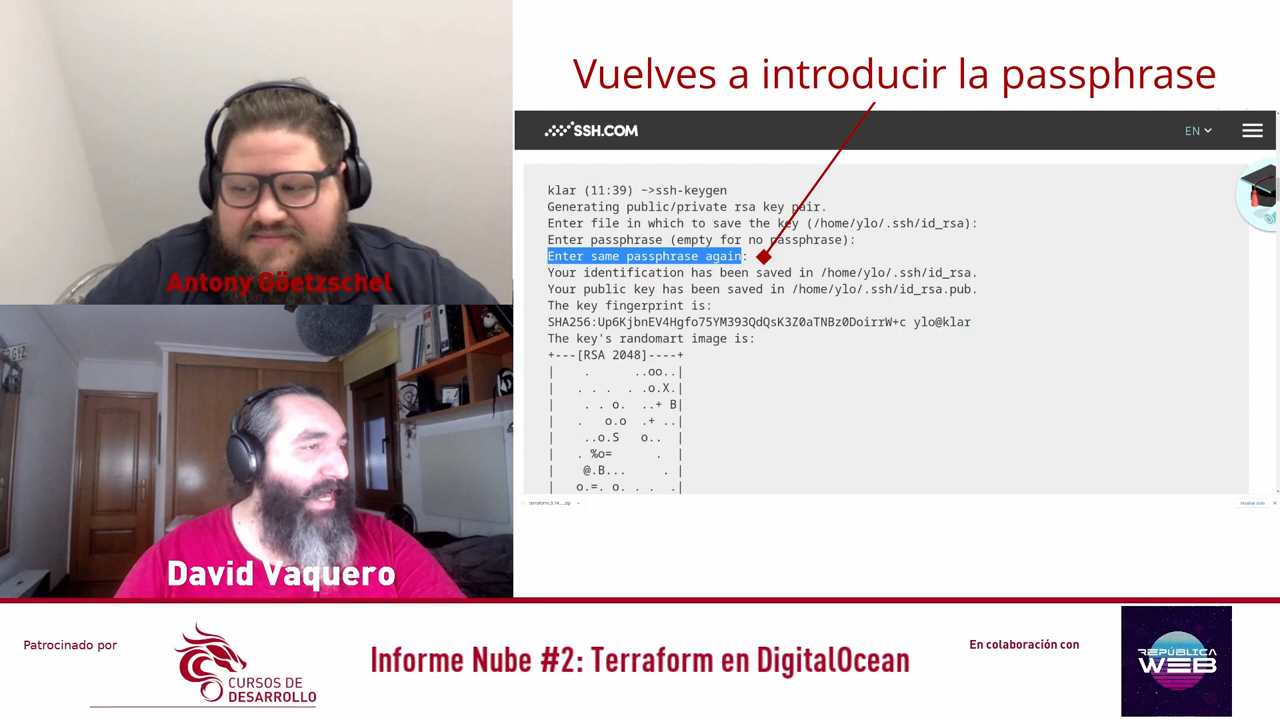 Vuelves a introducir la passphrase
SSH.COM
EN
klar (11:39) ~>ssh-keygen
Generating public/private rsa key pair.
Enter file in which to save the key (/home/ylo/.ssh/id_rsa):
Enter passphrase (empty for no passphrase):
Enter same passphrase again:
Your identification has been saved in /home/ylo/.ssh/id_rsa.
Your public key has been saved in /home/ylo/.ssh/id_rsa.pub.
The key fingerprint is:
SHA256:Up6KjbnEV4Hgfo75YM393QdQsK3Z0aTNBz0DoirrW+c ylo@klar
The key's randomart image is:
+---[RSA 2048]----+
|    .      ..oo..|
|   . . .  . .o.X.|
|    . . o.  ..+ B|
|   .   o.o  .+ ..|
|    ..o.S   o..  |
|   . %o=      .  |
|    @.B...     . |
|   o.=. o. . .  .|
Antony Göetzschel
David Vaquero
Patrocinado por
CURSOS DE
DESARROLLO
Informe Nube #2: Terraform en DigitalOcean
En colaboración con
REPÚBLICA
WEB